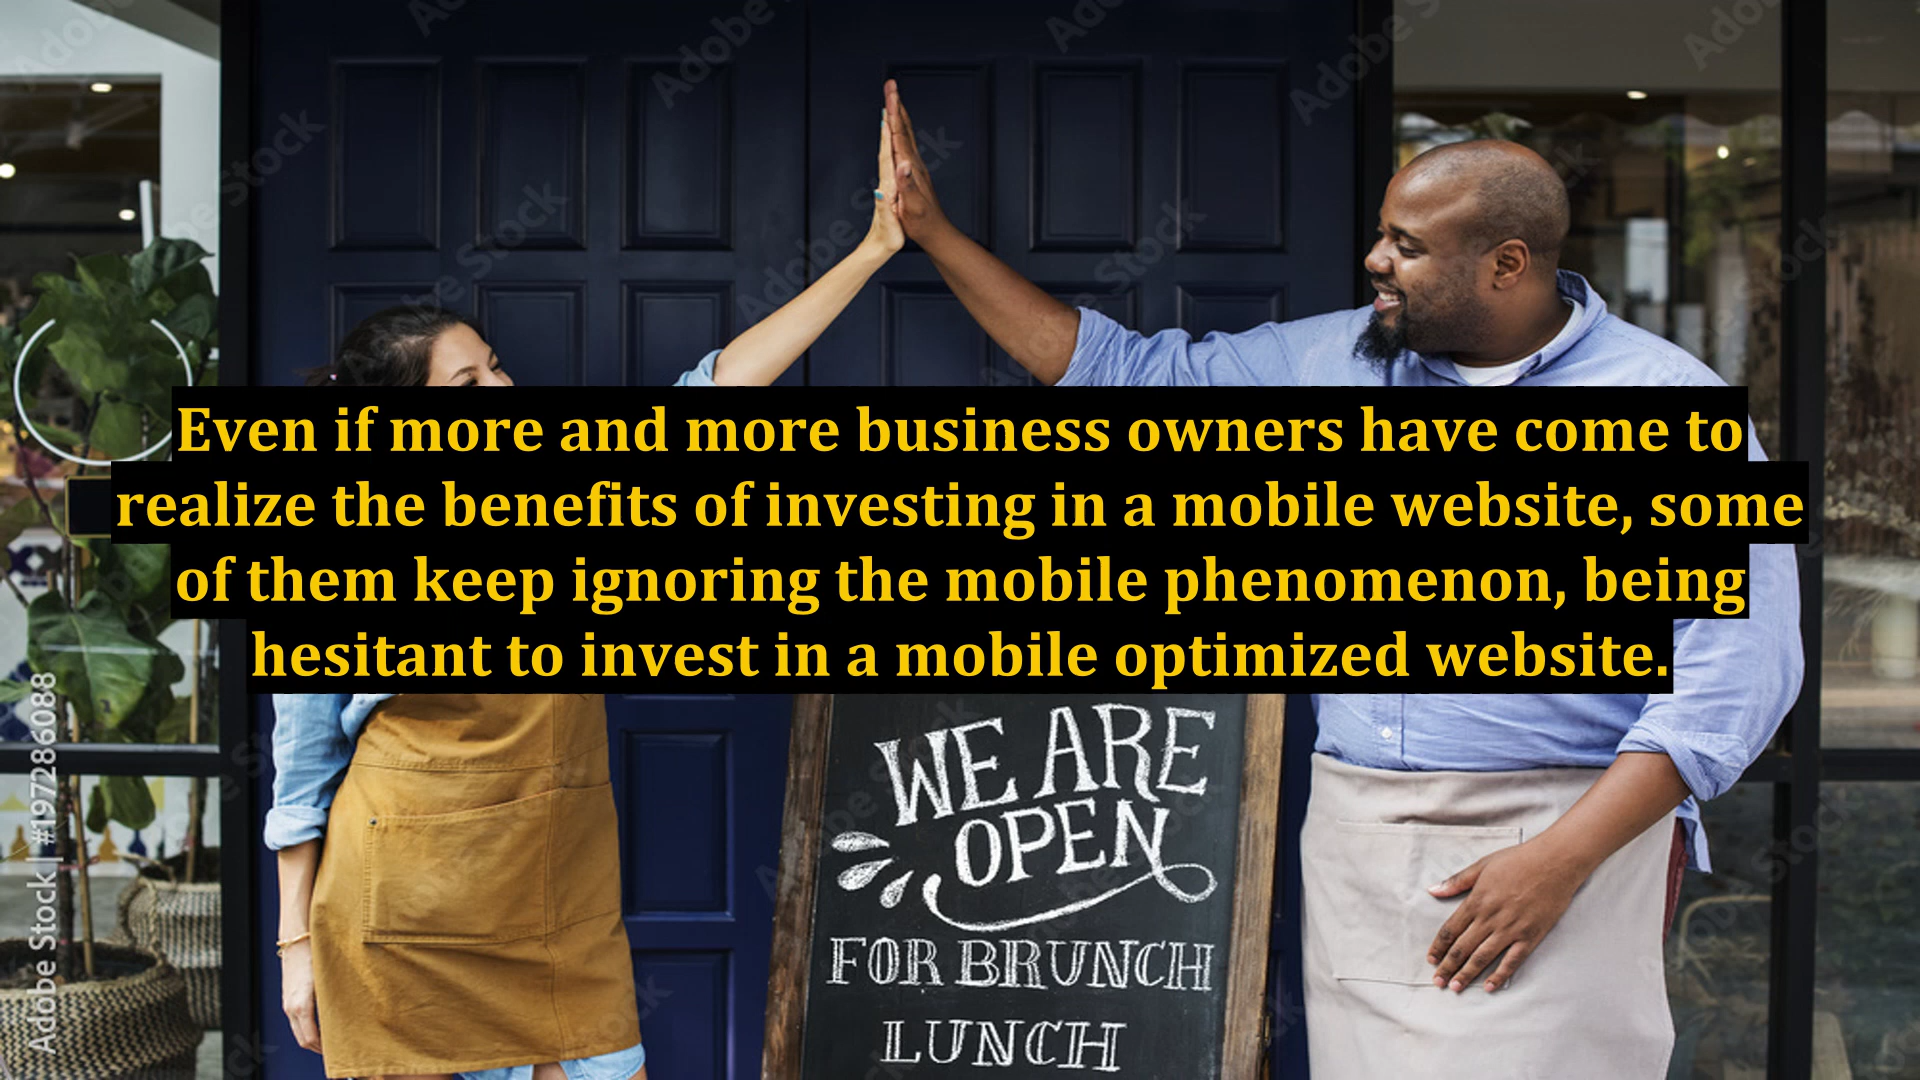 Even if more and more business owners have come to
realize the benefits of investing in a mobile website, some
of them keep ignoring the mobile phenomenon, being
hesitant to invest in a mobile optimized website.
WE ARE
OPEN
FOR BRUNCH
LUNCH
Adobe Stock | #197286088